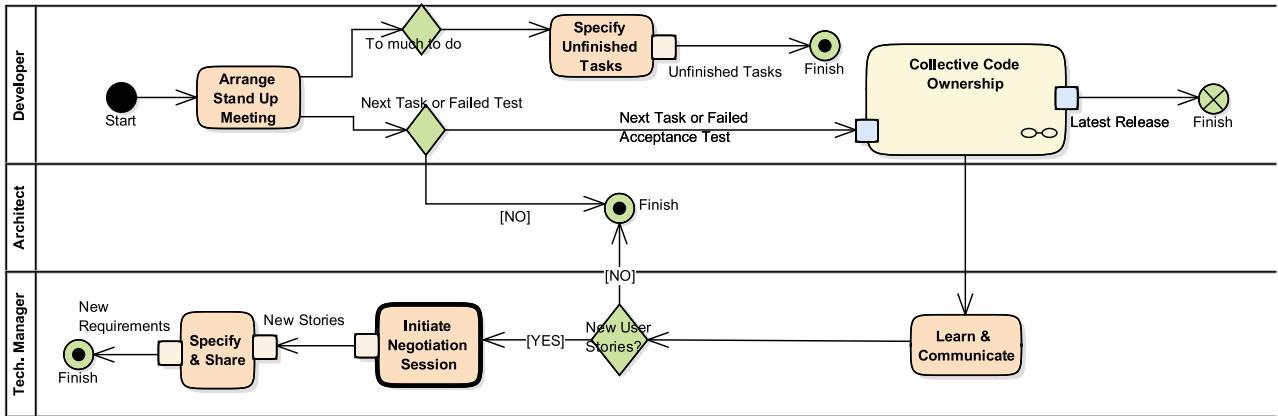 Developer
Start
Arrange
Stand Up
Meeting
To much to do
Specify
Unfinished
Tasks
Unfinished Tasks
Finish
Next Task or Failed Test
Next Task or Failed
Acceptance Test
Collective Code
Ownership
Latest Release
Finish
Architect
[NO]
Finish
[NO]
Tech. Manager
New
Requirements
Finish
Specify
& Share
New Stories
Initiate
Negotiation
Session
[YES]
New User
Stories?
Learn &
Communicate